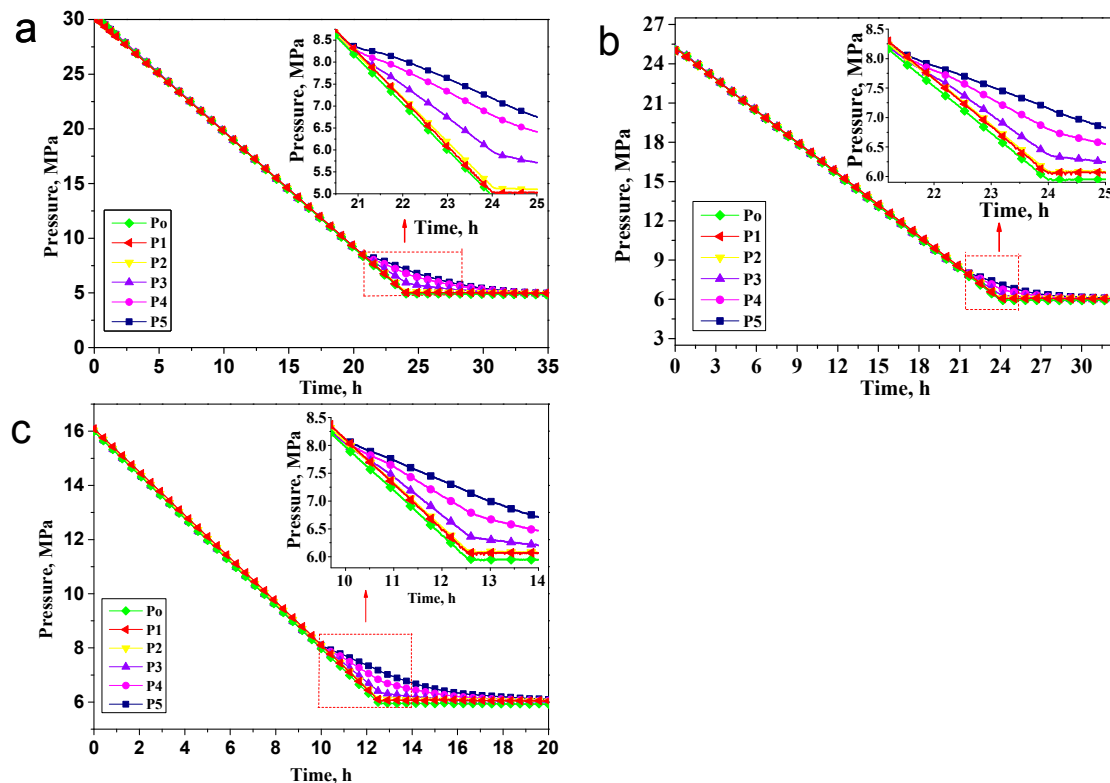 a
Pressure, MPa
30
25
20
15
10
5
0
0 5 10 15 20 25 30 35
Time, h
Po
P1
P2
P3
P4
P5
Pressure, MPa
8.5
8.0
7.5
7.0
6.5
6.0
5.5
5.0
21 22 23 24 25
Time, h
b
Pressure, MPa
27
24
21
18
15
12
9
6
3
0 3 6 9 12 15 18 21 24 27 30
Time, h
Po
P1
P2
P3
P4
P5
Pressure, MPa
8.5
8.0
7.5
7.0
6.5
6.0
22 23 24 25
Time, h
c
Pressure, MPa
16
14
12
10
8
6
0 2 4 6 8 10 12 14 16 18 20
Time, h
Po
P1
P2
P3
P4
P5
Pressure, MPa
8.5
8.0
7.5
7.0
6.5
6.0
10 11 12 13 14
Time, h